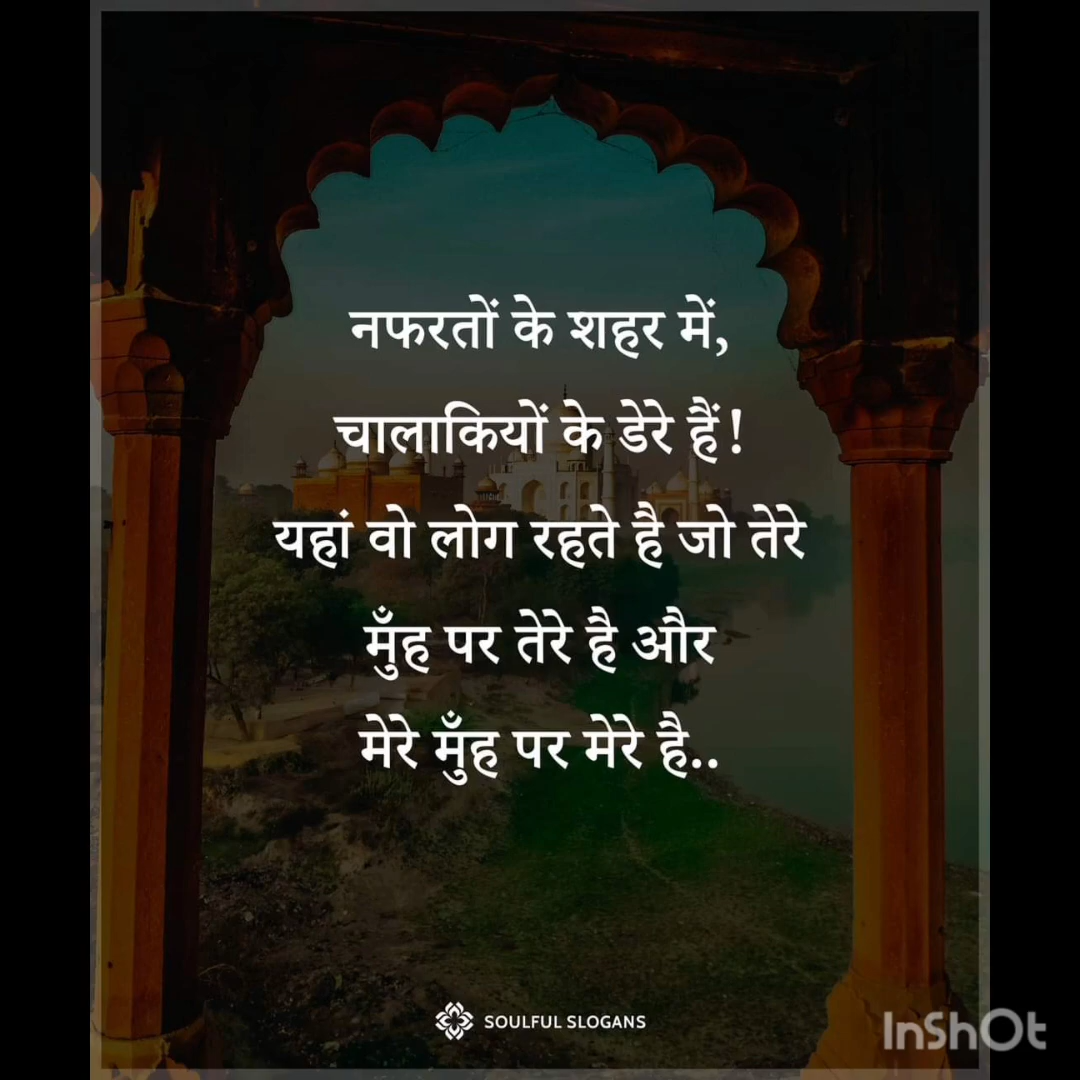 नफरतों के शहर में,
चालाकियों के डेरे हैं!
यहां वो लोग रहते है जो तेरे
मुँह पर तेरे है और
मेरे मुँह पर मेरे है..
SOULFUL SLOGANS
InShOt